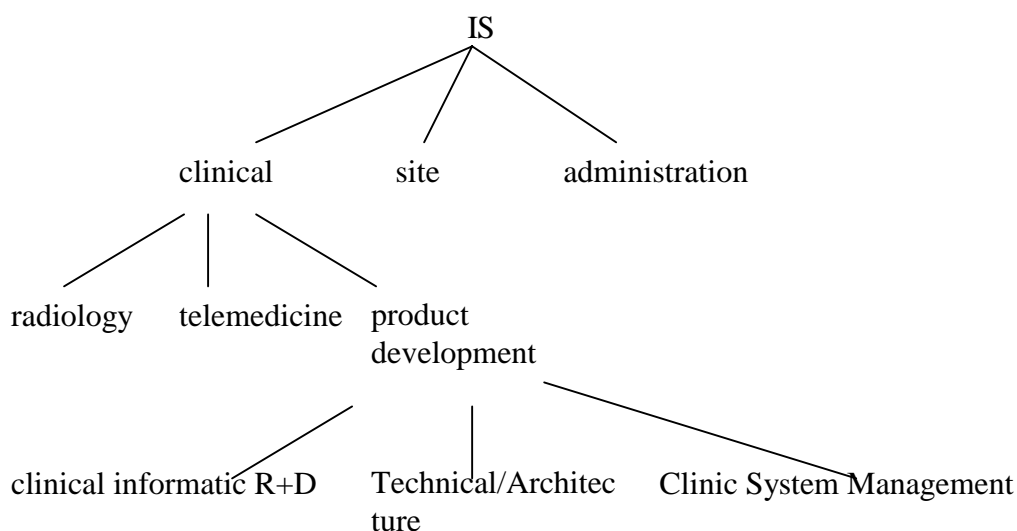 IS
clinical site administration
radiology telemedicine product
development
clinical informatic R+D Technical/Architec Clinic System Management
ture